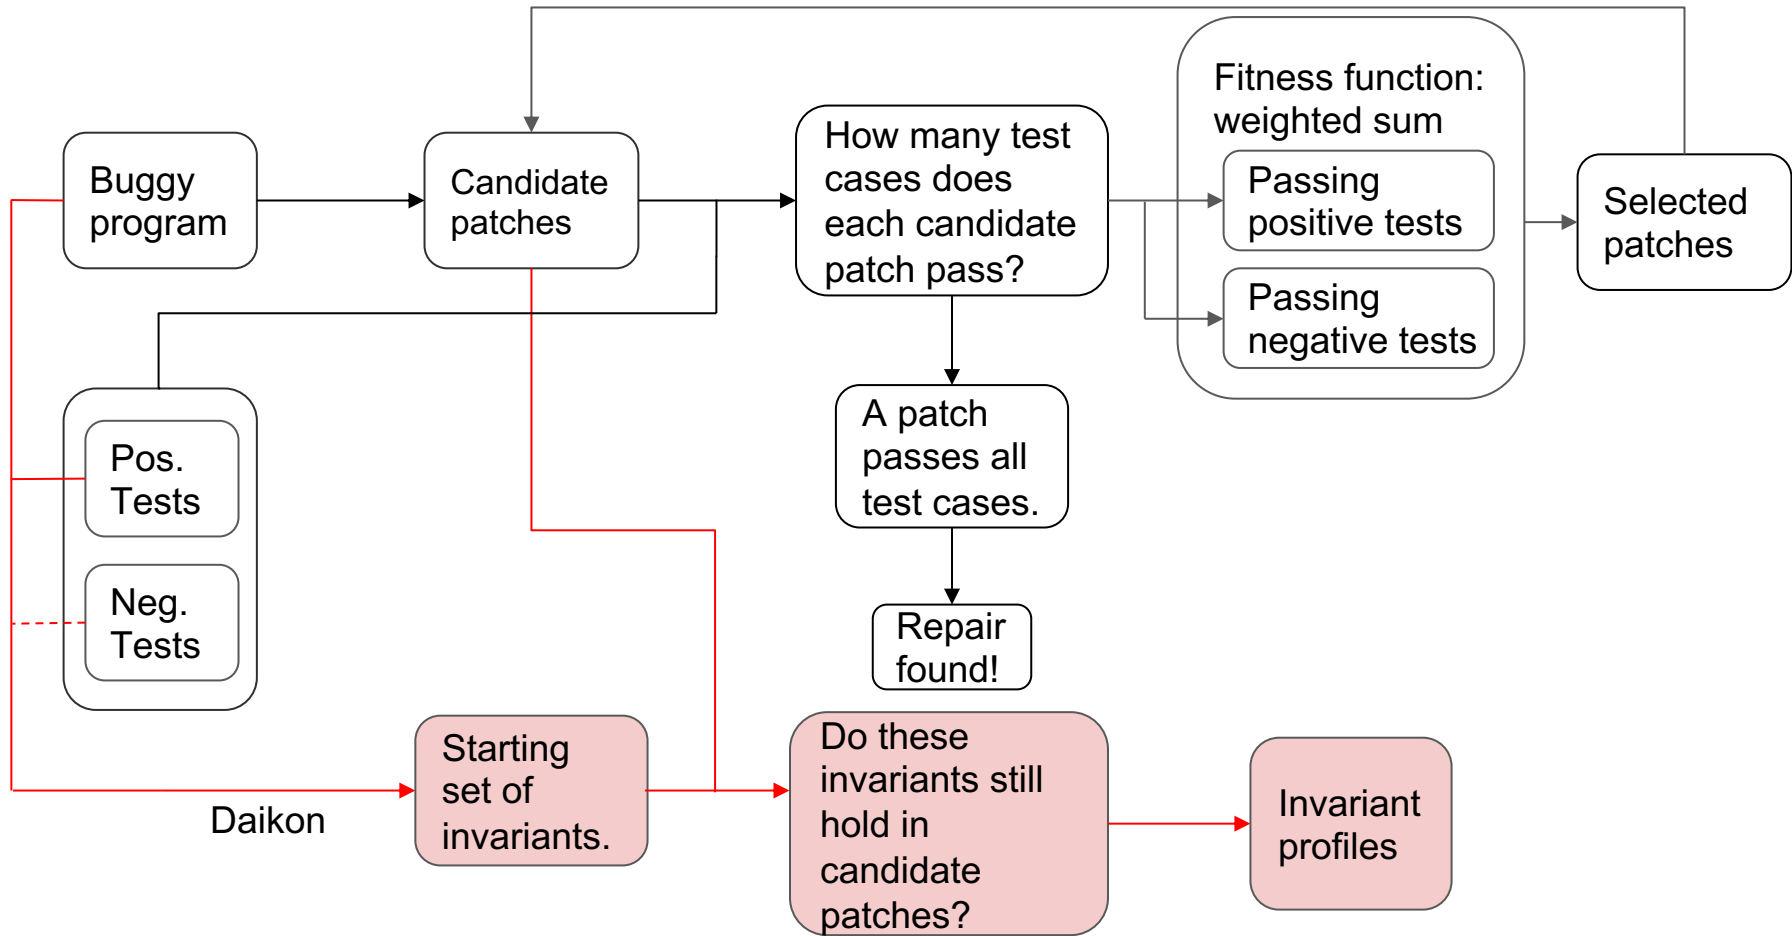 Buggy
program
Candidate
patches
How many test
cases does
each candidate
patch pass?
Fitness function:
weighted sum
Passing
positive tests
Passing
negative tests
Selected
patches
Pos.
Tests
Neg.
Tests
A patch
passes all
test cases.
Repair
found!
Daikon
Starting
set of
invariants.
Do these
invariants still
hold in
candidate
patches?
Invariant
profiles